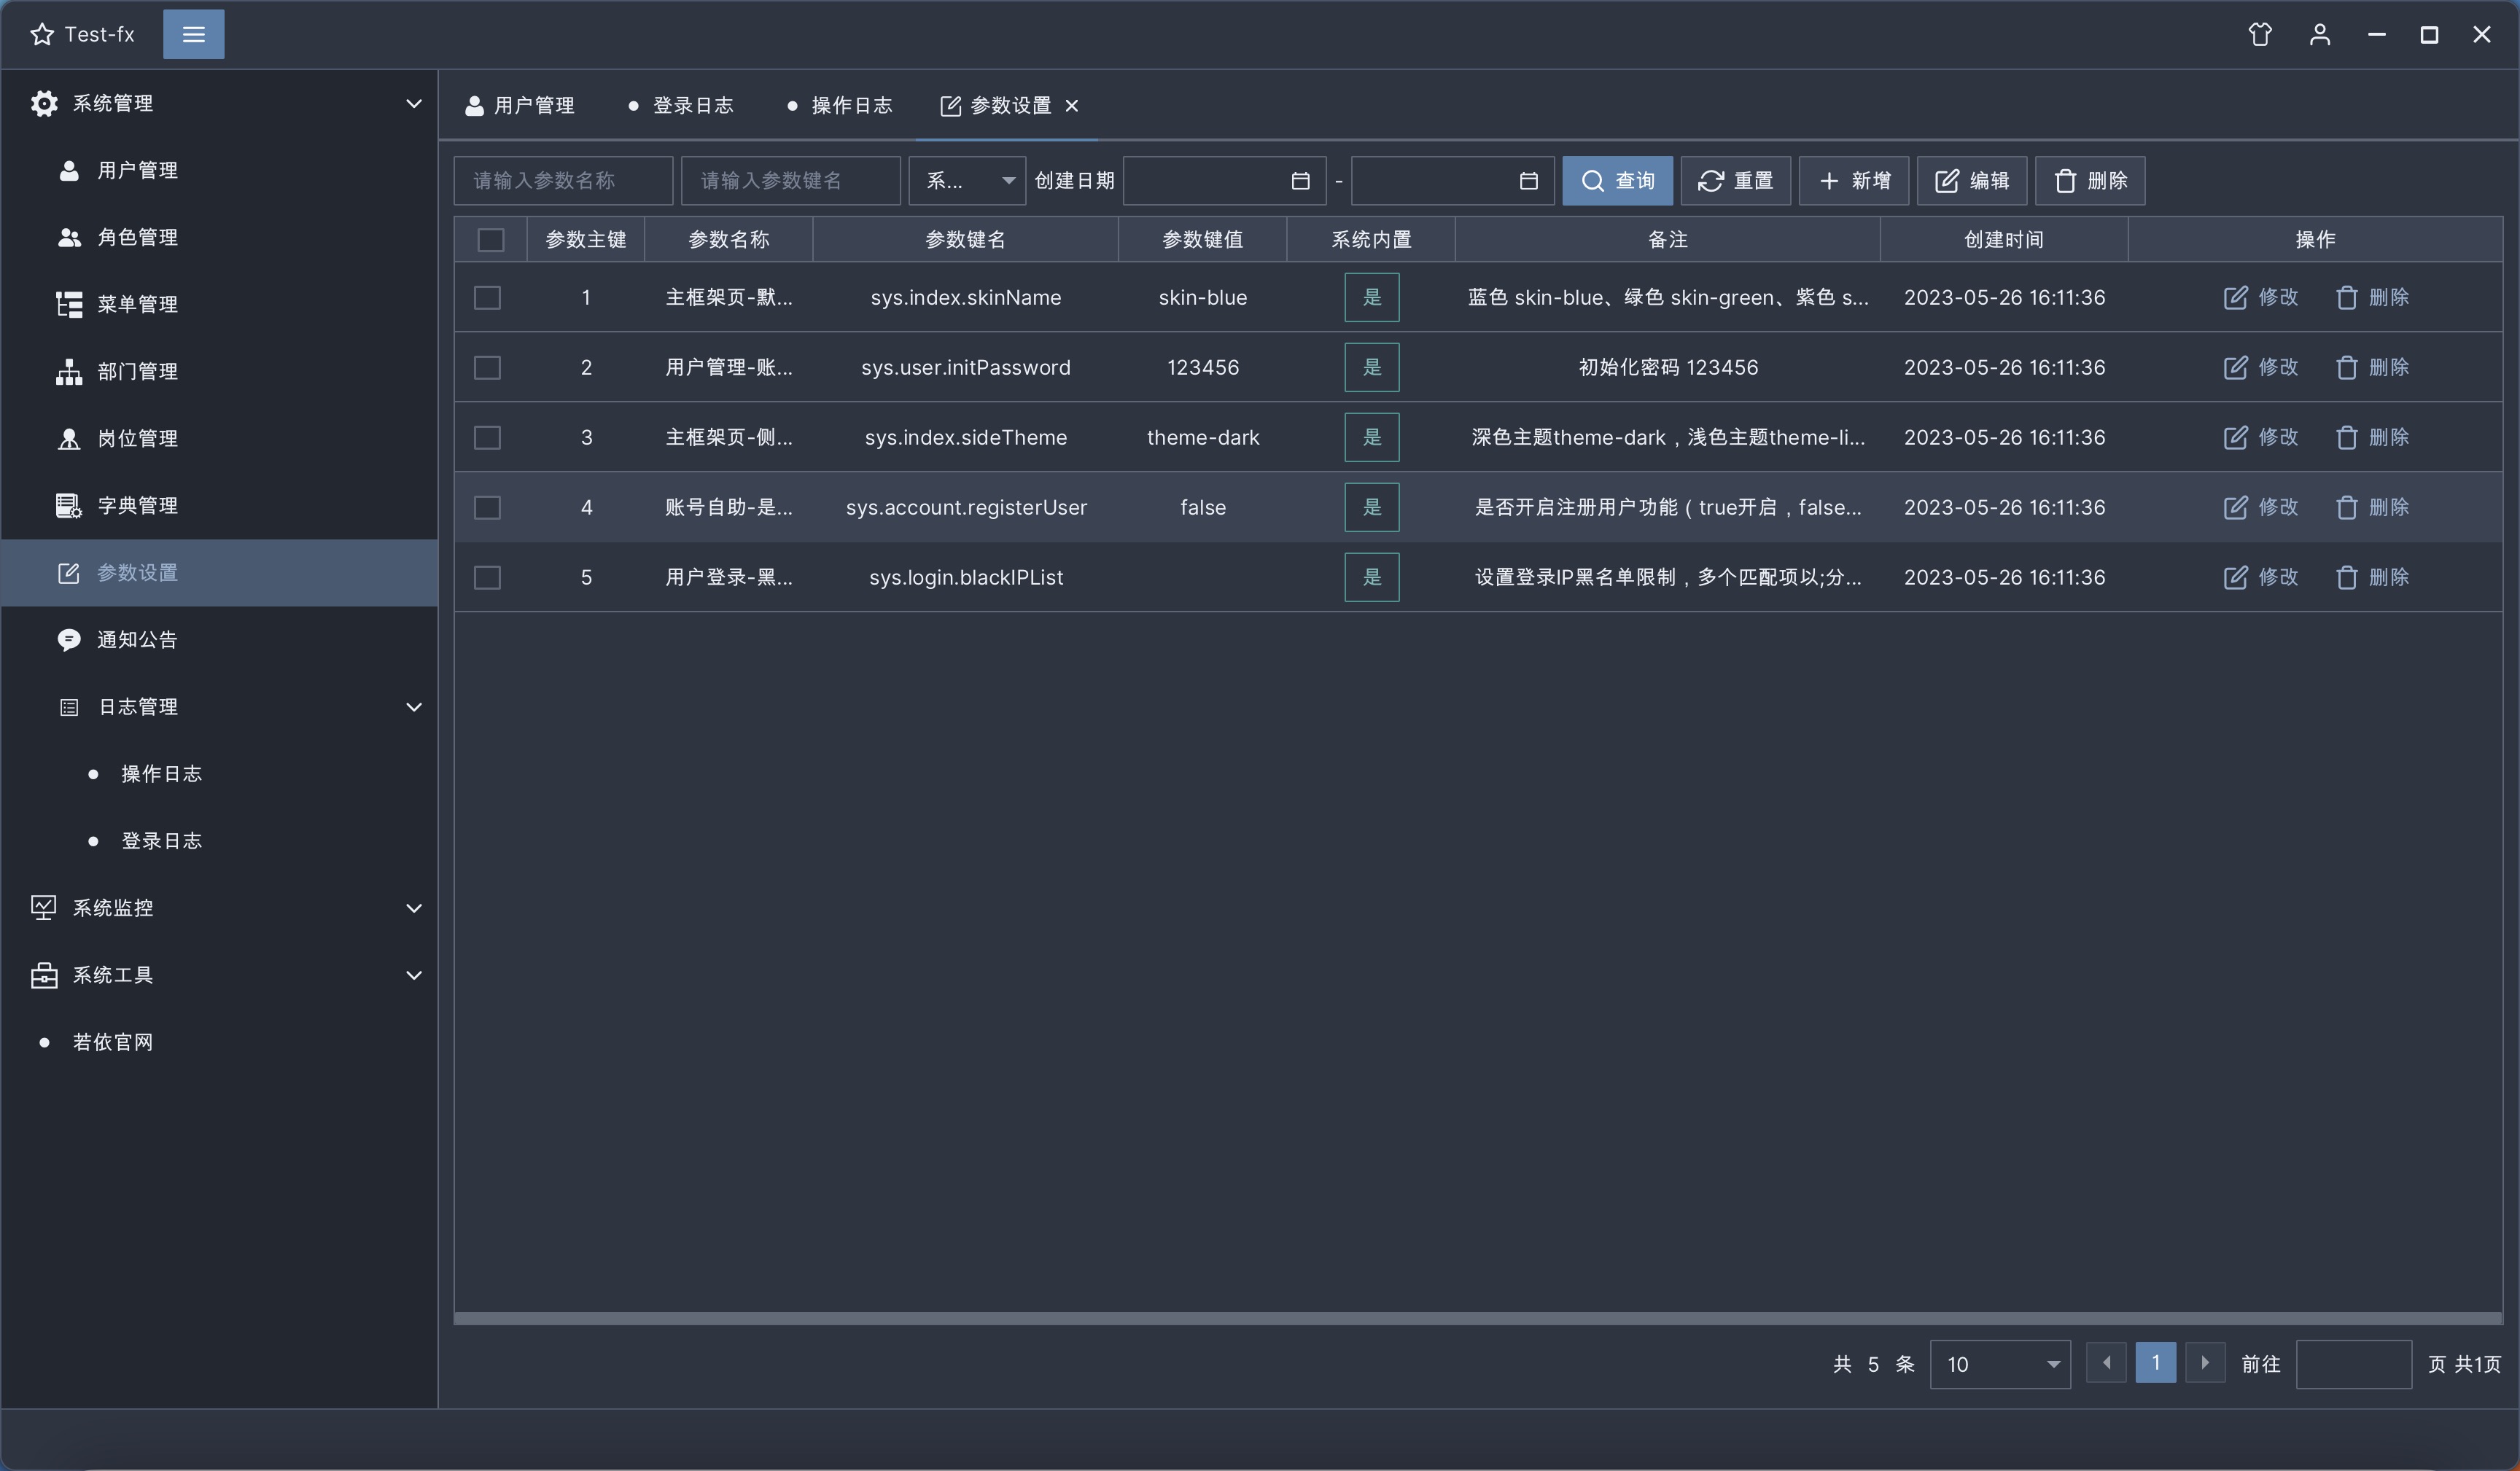 Test-fx
系统管理
用户管理
角色管理
菜单管理
部门管理
岗位管理
字典管理
参数设置
通知公告
日志管理
操作日志
登录日志
系统监控
系统工具
若依官网
用户管理 登录日志 操作日志 参数设置
请输入参数名称 请输入参数键名 系... 创建日期 - 查询 重置 新增 编辑 删除
参数主键 参数名称 参数键名 参数键值 系统内置 备注 创建时间 操作
1 主框架页-默... sys.index.skinName skin-blue 是 蓝色 skin-blue、绿色 skin-green、紫色 s... 2023-05-26 16:11:36 修改 删除
2 用户管理-账... sys.user.initPassword 123456 是 初始化密码 123456 2023-05-26 16:11:36 修改 删除
3 主框架页-侧... sys.index.sideTheme theme-dark 是 深色主题theme-dark，浅色主题theme-li... 2023-05-26 16:11:36 修改 删除
4 账号自助-是... sys.account.registerUser false 是 是否开启注册用户功能（true开启，false... 2023-05-26 16:11:36 修改 删除
5 用户登录-黑... sys.login.blackIPList 是 设置登录IP黑名单限制，多个匹配项以;分... 2023-05-26 16:11:36 修改 删除
共 5 条 10 1 前往 页 共1页